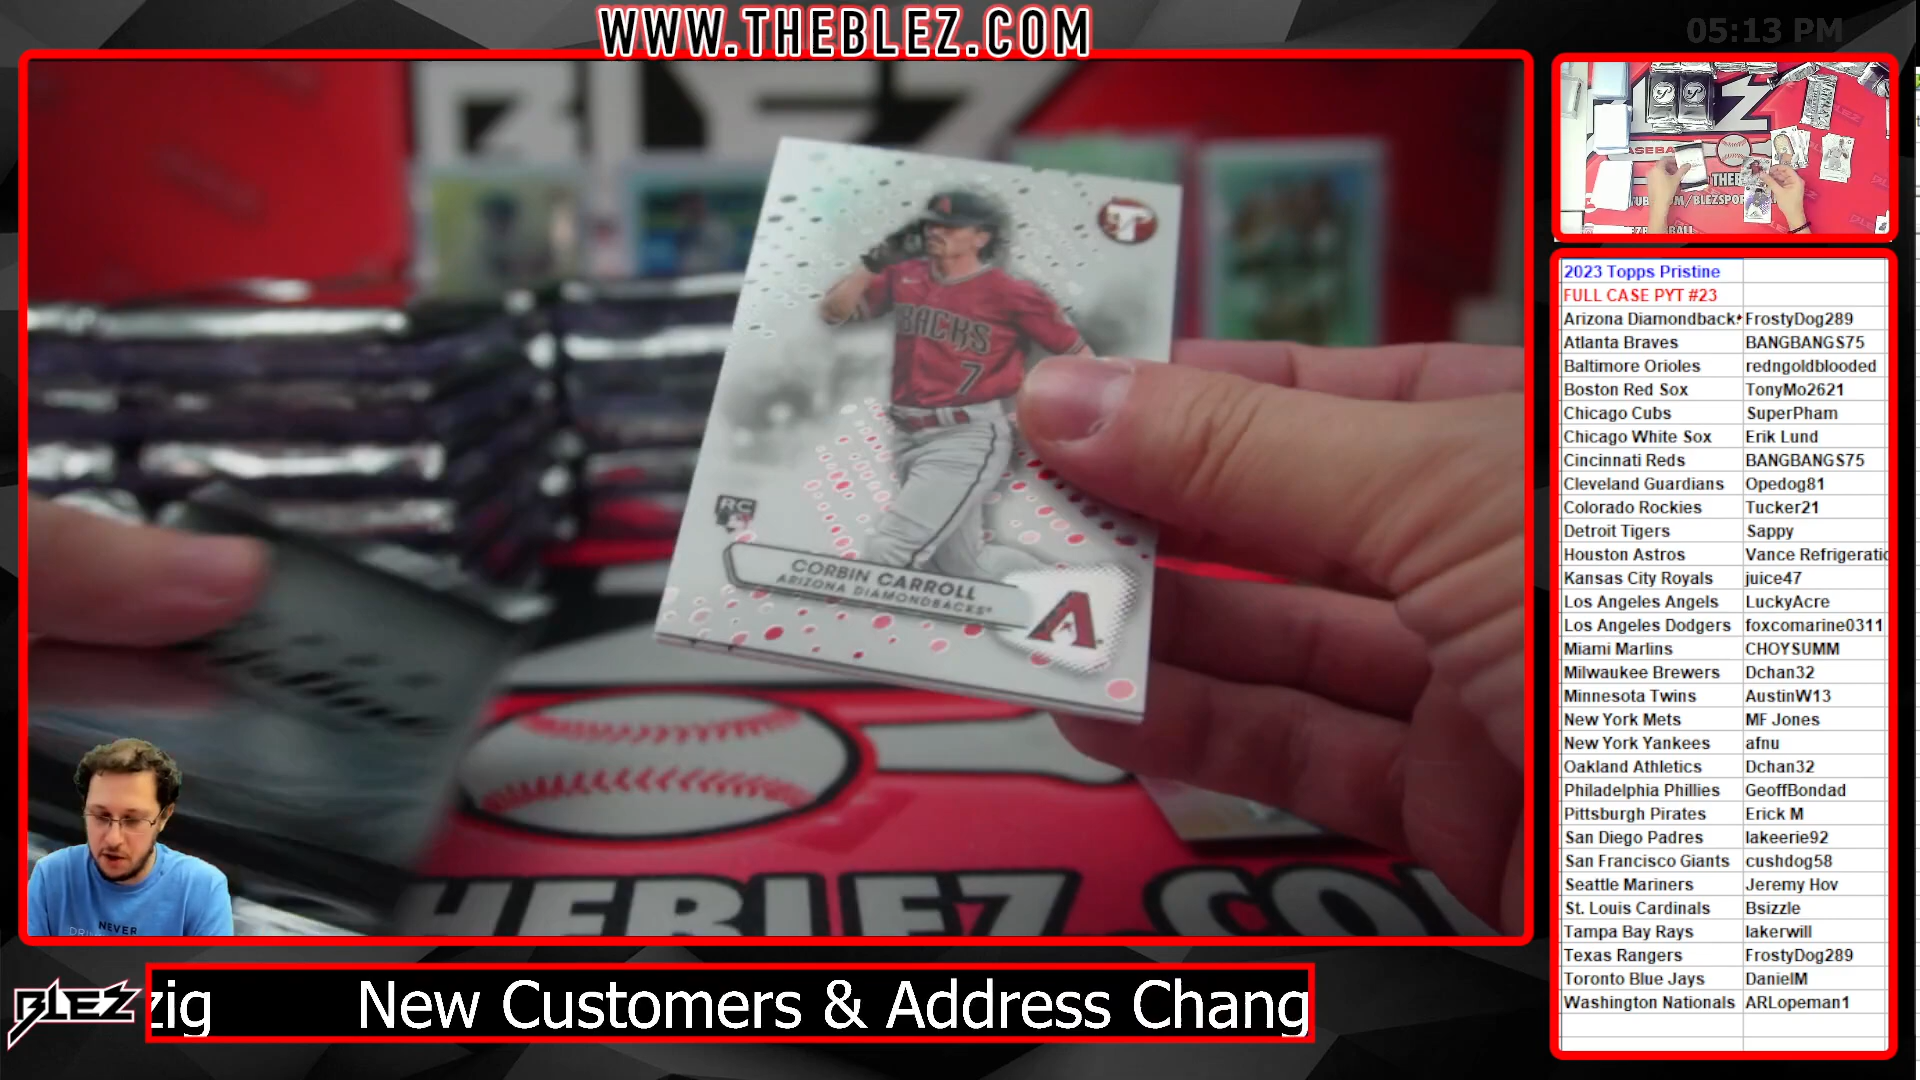 WWW.THEBLEZ.COM
05:13 PM
BACKS
7
RC
CORBIN CARROLL
ARIZONA DIAMONDBACKS
A
THEBLEZ.CO
NEVER
BLEZ
zig New Customers & Address Chang
2023 Topps Pristine
FULL CASE PYT #23
Arizona Diamondback FrostyDog289
Atlanta Braves BANGBANGS75
Baltimore Orioles redngoldblooded
Boston Red Sox TonyMo2621
Chicago Cubs SuperPham
Chicago White Sox Erik Lund
Cincinnati Reds BANGBANGS75
Cleveland Guardians Opedog81
Colorado Rockies Tucker21
Detroit Tigers Sappy
Houston Astros Vance Refrigeratio
Kansas City Royals juice47
Los Angeles Angels LuckyAcre
Los Angeles Dodgers foxcomarine0311
Miami Marlins CHOYSUMM
Milwaukee Brewers Dchan32
Minnesota Twins AustinW13
New York Mets MF Jones
New York Yankees afnu
Oakland Athletics Dchan32
Philadelphia Phillies GeoffBondad
Pittsburgh Pirates Erick M
San Diego Padres lakeerie92
San Francisco Giants cushdog58
Seattle Mariners Jeremy Hov
St. Louis Cardinals Bsizzle
Tampa Bay Rays lakerwill
Texas Rangers FrostyDog289
Toronto Blue Jays DanielM
Washington Nationals ARLopeman1